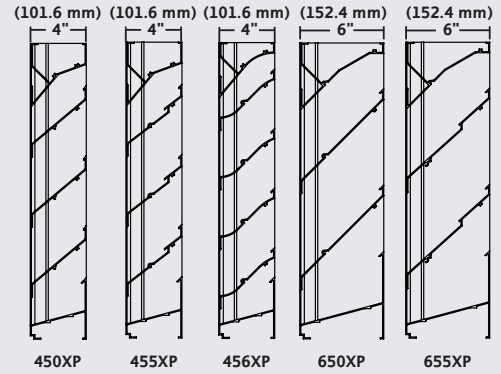 (101.6 mm) (101.6 mm) (101.6 mm) (152.4 mm) (152.4 mm)
4" 4" 4" 6" 6"
450XP 455XP 456XP 650XP 655XP